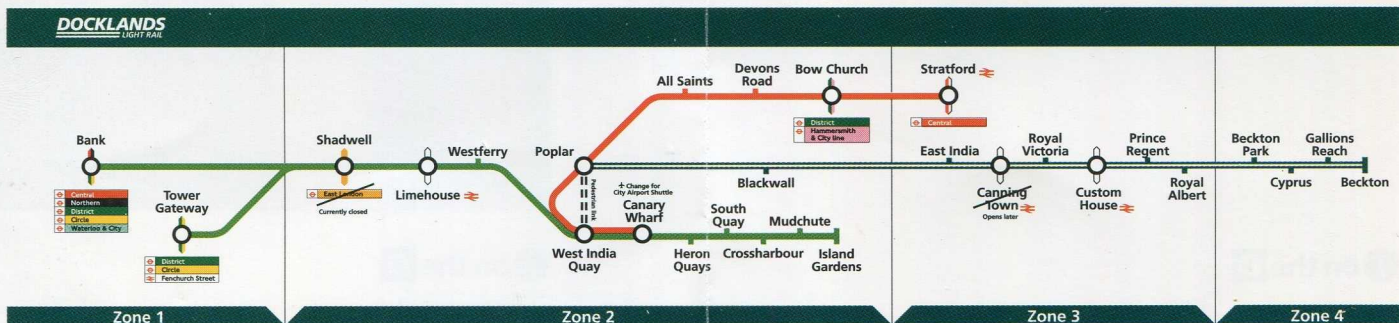 DOCKLANDS
LIGHT RAIL
Bank
Central
Northern
District
Circle
Waterloo & City
Tower
Gateway
District
Circle
Fenchurch Street
Shadwell
East London
Currently closed
Limehouse
Westferry
Poplar
Pedestrian link
West India
Quay
Change for
City Airport Shuttle
Canary
Wharf
Heron
Quays
South
Quay
Crossharbour
Mudchute
Island
Gardens
All Saints
Devons
Road
Bow Church
District
Hammersmith
& City line
Stratford
Central
Blackwall
East India
Canning
Town
Opens later
Royal
Victoria
Custom
House
Prince
Regent
Royal
Albert
Beckton
Park
Cyprus
Gallions
Reach
Beckton
Zone 1
Zone 2
Zone 3
Zone 4